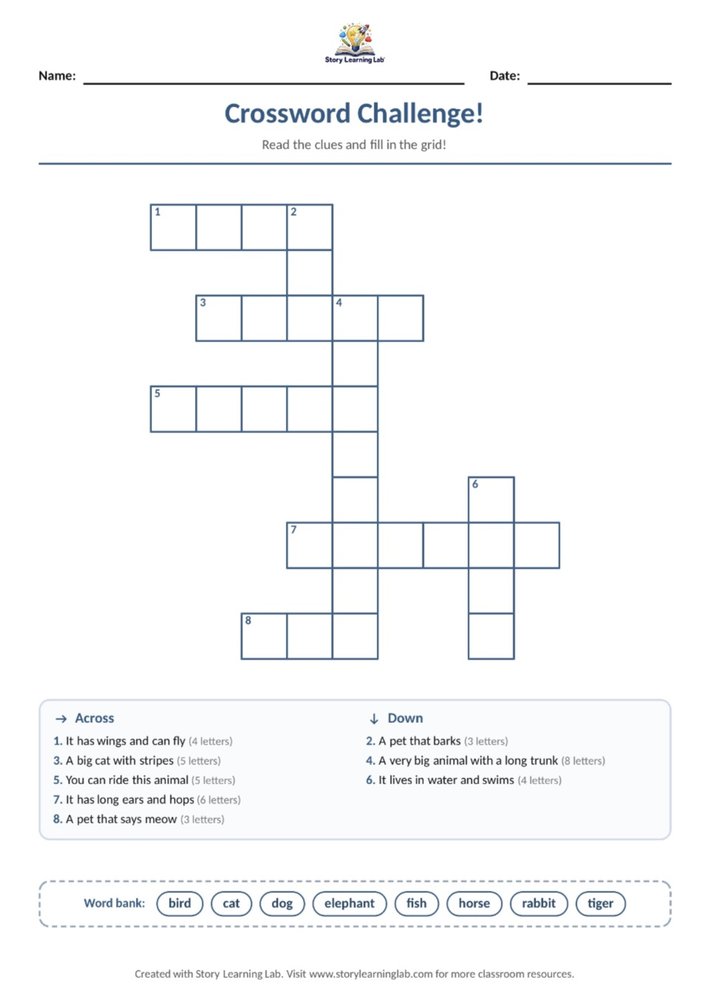 Story Learning Lab
Name: Date:
Crossword Challenge!
Read the clues and fill in the grid!
1 2
3 4
5
6
7
8
→ Across
1. It has wings and can fly (4 letters)
3. A big cat with stripes (5 letters)
5. You can ride this animal (5 letters)
7. It has long ears and hops (6 letters)
8. A pet that says meow (3 letters)
↓ Down
2. A pet that barks (3 letters)
4. A very big animal with a long trunk (8 letters)
6. It lives in water and swims (4 letters)
Word bank: bird cat dog elephant fish horse rabbit tiger
Created with Story Learning Lab. Visit www.storylearninglab.com for more classroom resources.